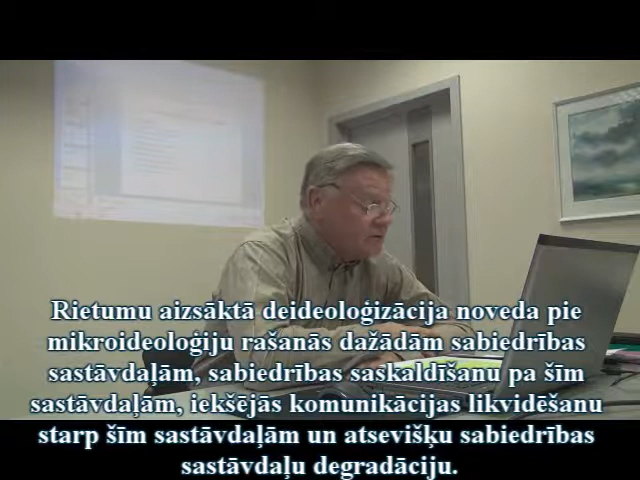 Rietumu aizsāktā deideoloģizācija noveda pie
mikroideoloģiju rašanās dažādām sabiedrības
sastāvdaļām, sabiedrības saskaldīšanu pa šīm
sastāvdaļām, iekšējās komunikācijas likvidēšanu
starp šīm sastāvdaļām un atsevišķu sabiedrības
sastāvdaļu degradāciju.